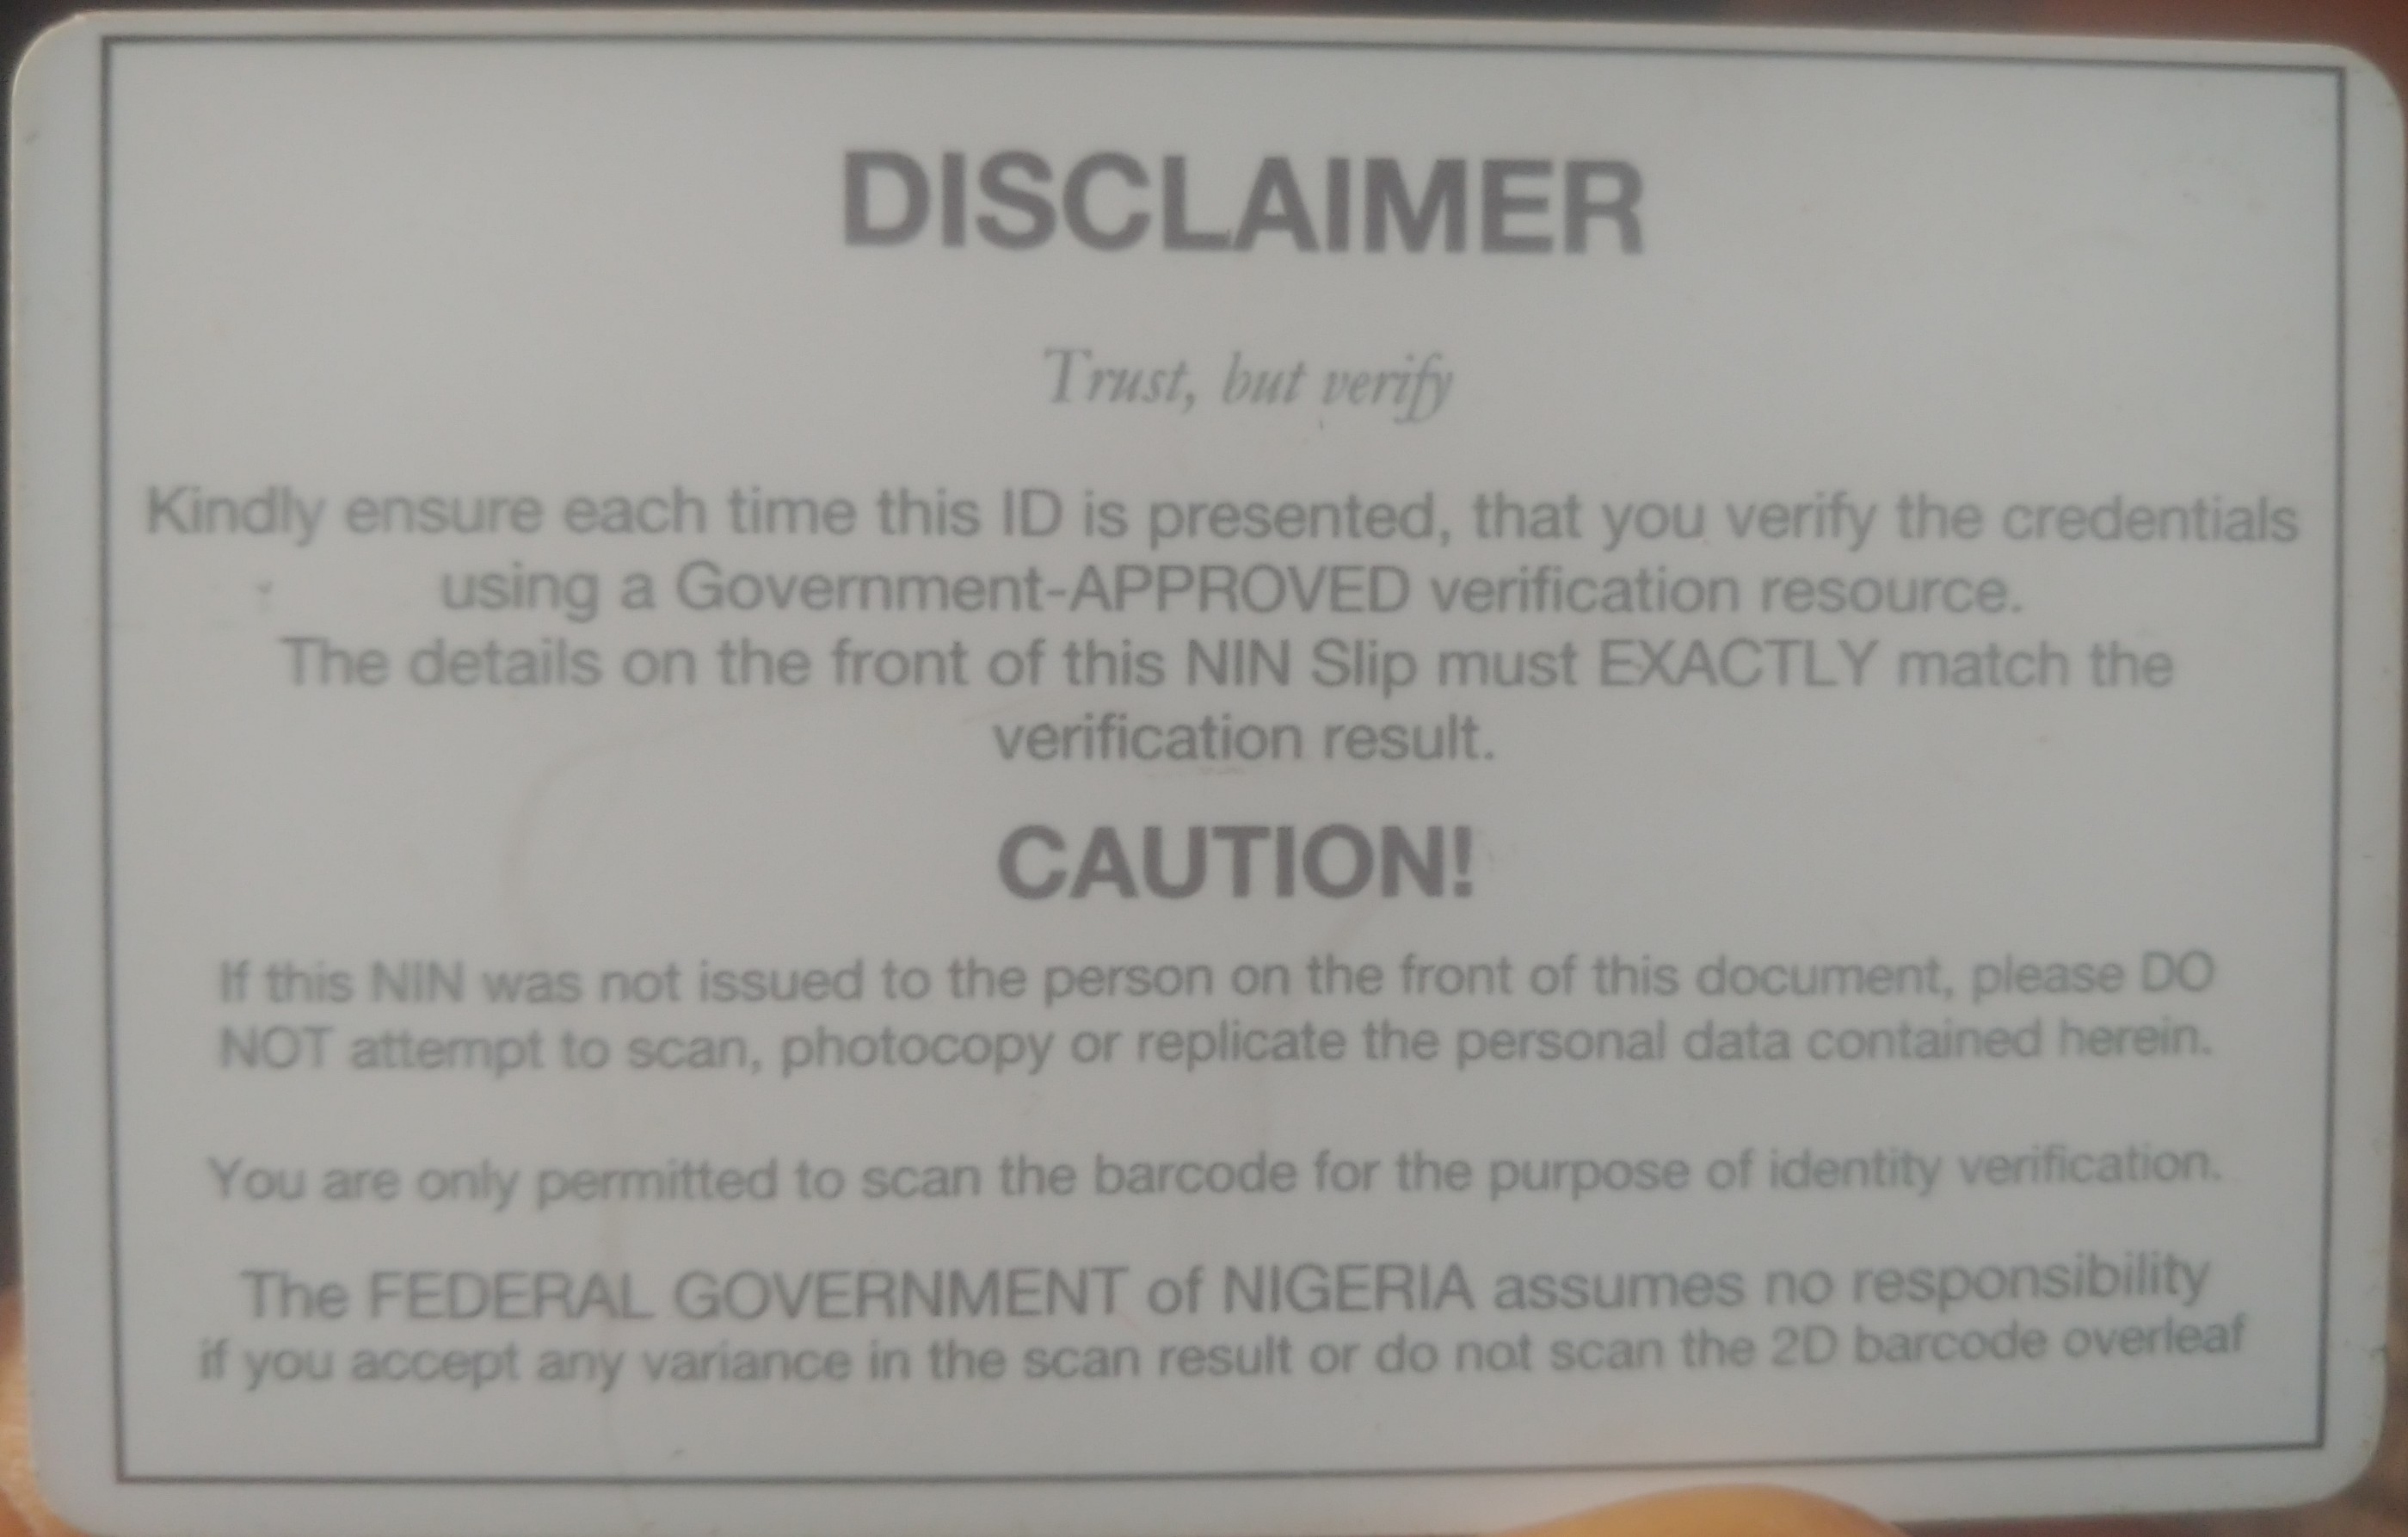 DISCLAIMER
Trust, but verify
Kindly ensure each time this ID is presented, that you verify the credentials
using a Government-APPROVED verification resource.
The details on the front of this NIN Slip must EXACTLY match the
verification result.
CAUTION!
If this NIN was not issued to the person on the front of this document, please DO
NOT attempt to scan, photocopy or replicate the personal data contained herein.
You are only permitted to scan the barcode for the purpose of identity verification.
The FEDERAL GOVERNMENT of NIGERIA assumes no responsibility
if you accept any variance in the scan result or do not scan the 2D barcode overleaf